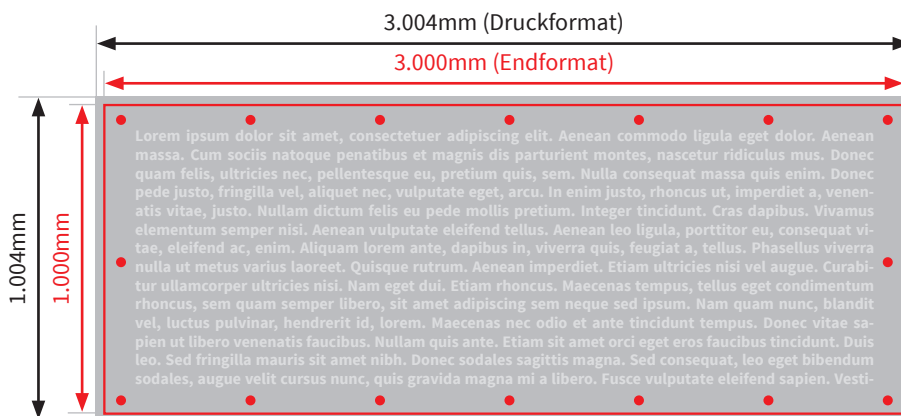 3.004mm (Druckformat)
3.000mm (Endformat)
1.004mm
1.000mm
Lorem ipsum dolor sit amet, consectetuer adipiscing elit. Aenean commodo ligula eget dolor. Aenean
massa. Cum sociis natoque penatibus et magnis dis parturient montes, nascetur ridiculus mus. Donec
quam felis, ultricies nec, pellentesque eu, pretium quis, sem. Nulla consequat massa quis enim. Donec
pede justo, fringilla vel, aliquet nec, vulputate eget, arcu. In enim justo, rhoncus ut, imperdiet a, venen-
atis vitae, justo. Nullam dictum felis eu pede mollis pretium. Integer tincidunt. Cras dapibus. Vivamus
elementum semper nisi. Aenean vulputate eleifend tellus. Aenean leo ligula, porttitor eu, consequat vi-
tae, eleifend ac, enim. Aliquam lorem ante, dapibus in, viverra quis, feugiat a, tellus. Phasellus viverra
nulla ut metus varius laoreet. Quisque rutrum. Aenean imperdiet. Etiam ultricies nisi vel augue. Curabi-
tur ullamcorper ultricies nisi. Nam eget dui. Etiam rhoncus. Maecenas tempus, tellus eget condimentum
rhoncus, sem quam semper libero, sit amet adipiscing sem neque sed ipsum. Nam quam nunc, blandit
vel, luctus pulvinar, hendrerit id, lorem. Maecenas nec odio et ante tincidunt tempus. Donec vitae sa-
pien ut libero venenatis faucibus. Nullam quis ante. Etiam sit amet orci eget eros faucibus tincidunt. Duis
leo. Sed fringilla mauris sit amet nibh. Donec sodales sagittis magna. Sed consequat, leo eget bibendum
sodales, augue velit cursus nunc, quis gravida magna mi a libero. Fusce vulputate eleifend sapien. Vesti-